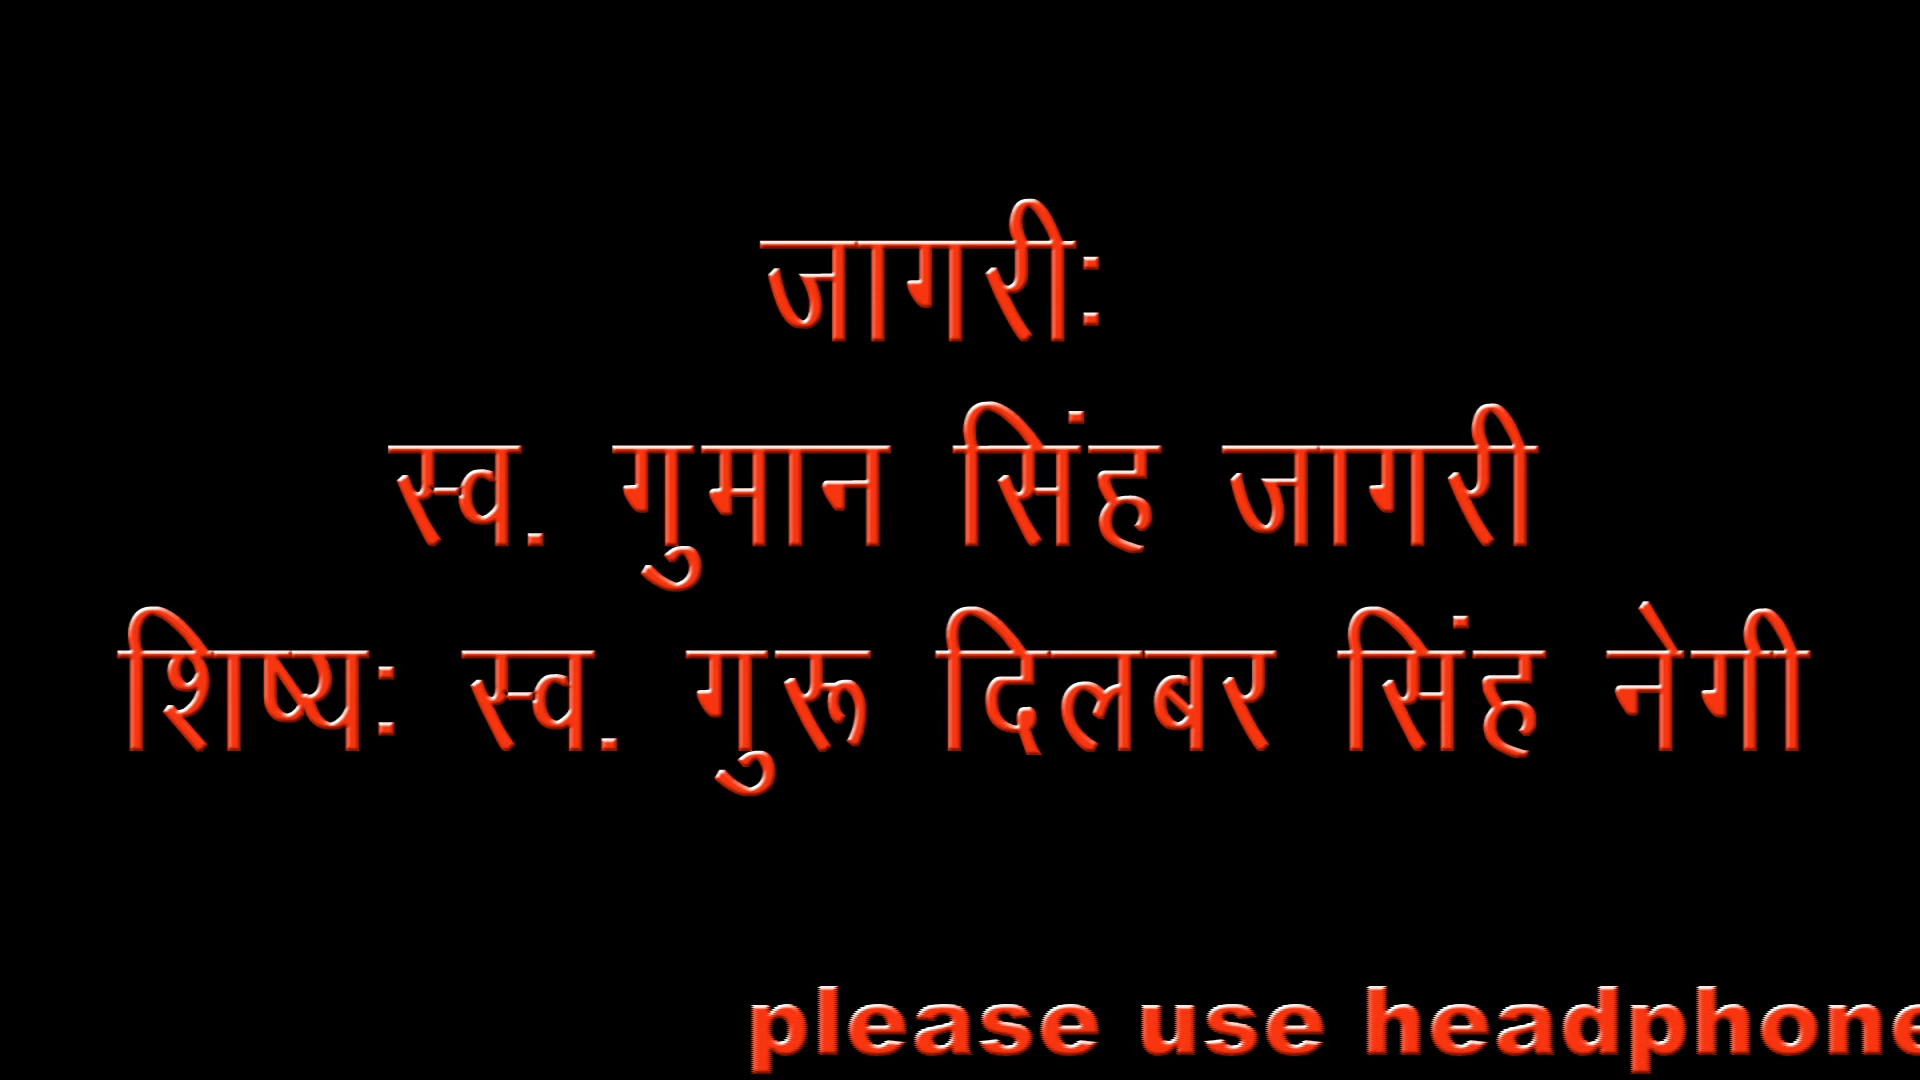 जागरी:
स्व. गुमान सिंह जागरी
शिष्य: स्व. गुरू दिलबर सिंह नेगी
please use headphone